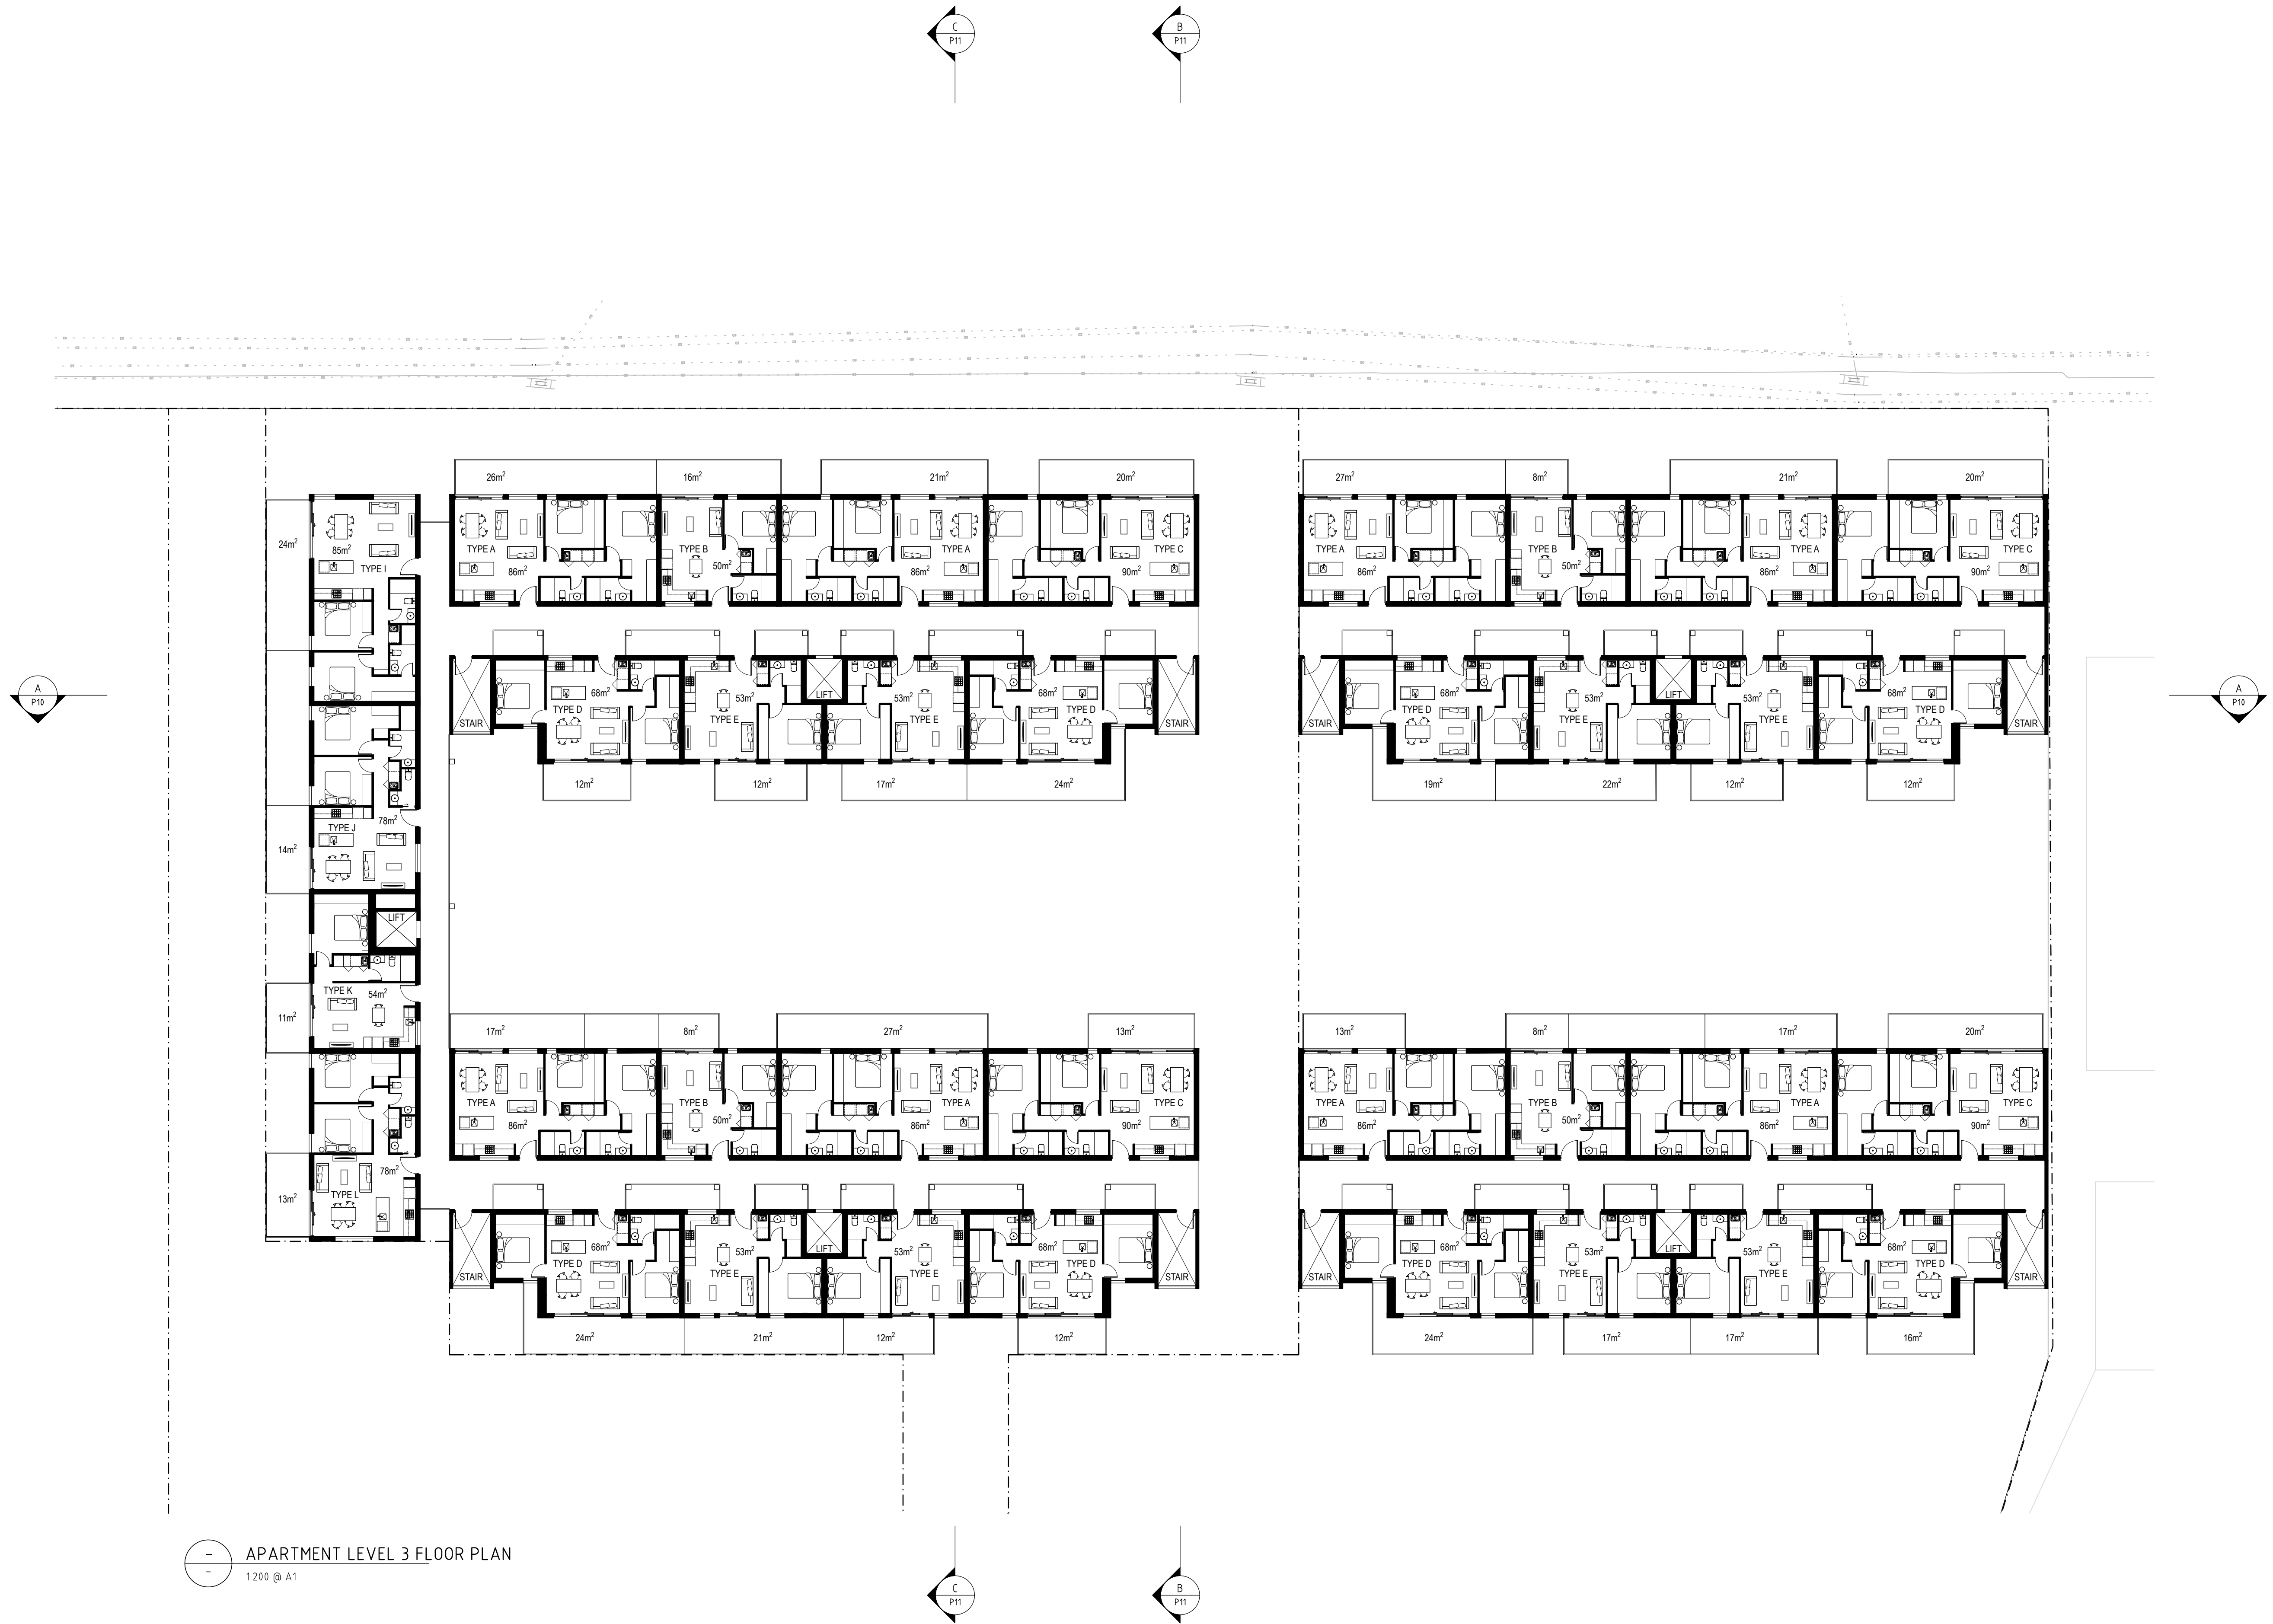 C
P11
B
P11
26m²
16m²
21m²
20m²
27m²
8m²
21m²
20m²
24m²
85m²
TYPE I
TYPE A
86m²
TYPE B
50m²
TYPE A
86m²
TYPE C
90m²
TYPE A
86m²
TYPE B
50m²
TYPE A
86m²
TYPE C
90m²
A
P10
STAIR
68m²
TYPE D
53m²
TYPE E
LIFT
53m²
TYPE E
68m²
TYPE D
STAIR
STAIR
68m²
TYPE D
53m²
TYPE E
LIFT
53m²
TYPE E
68m²
TYPE D
STAIR
A
P10
12m²
12m²
17m²
24m²
19m²
22m²
12m²
12m²
14m²
TYPE J
78m²
LIFT
11m²
TYPE K
54m²
17m²
8m²
27m²
13m²
13m²
8m²
17m²
20m²
TYPE A
86m²
TYPE B
50m²
TYPE A
86m²
TYPE C
90m²
TYPE A
86m²
TYPE B
50m²
TYPE A
86m²
TYPE C
90m²
13m²
78m²
TYPE L
STAIR
68m²
TYPE D
53m²
TYPE E
LIFT
53m²
TYPE E
68m²
TYPE D
STAIR
STAIR
68m²
TYPE D
53m²
TYPE E
LIFT
53m²
TYPE E
68m²
TYPE D
STAIR
24m²
21m²
12m²
12m²
24m²
17m²
17m²
16m²
APARTMENT LEVEL 3 FLOOR PLAN
1:200 @ A1
C
P11
B
P11